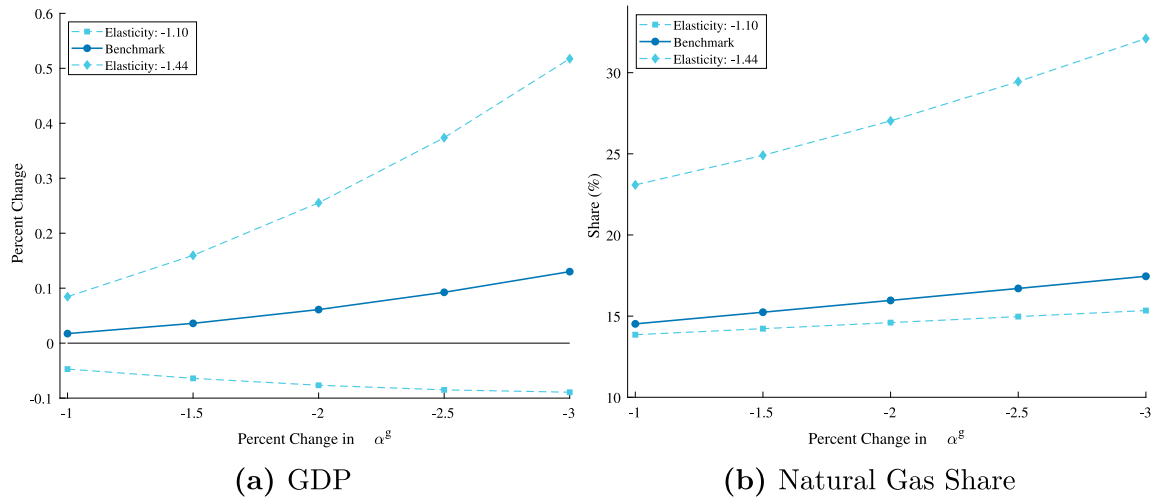 0.6
0.5
0.4
0.3
0.2
0.1
0
-0.1
Percent Change
Elasticity: -1.10
Benchmark
Elasticity: -1.44
-1
-1.5
-2
-2.5
-3
Percent Change in αᵍ
(a) GDP
30
25
20
15
10
Share (%)
Elasticity: -1.10
Benchmark
Elasticity: -1.44
-1
-1.5
-2
-2.5
-3
Percent Change in αᵍ
(b) Natural Gas Share